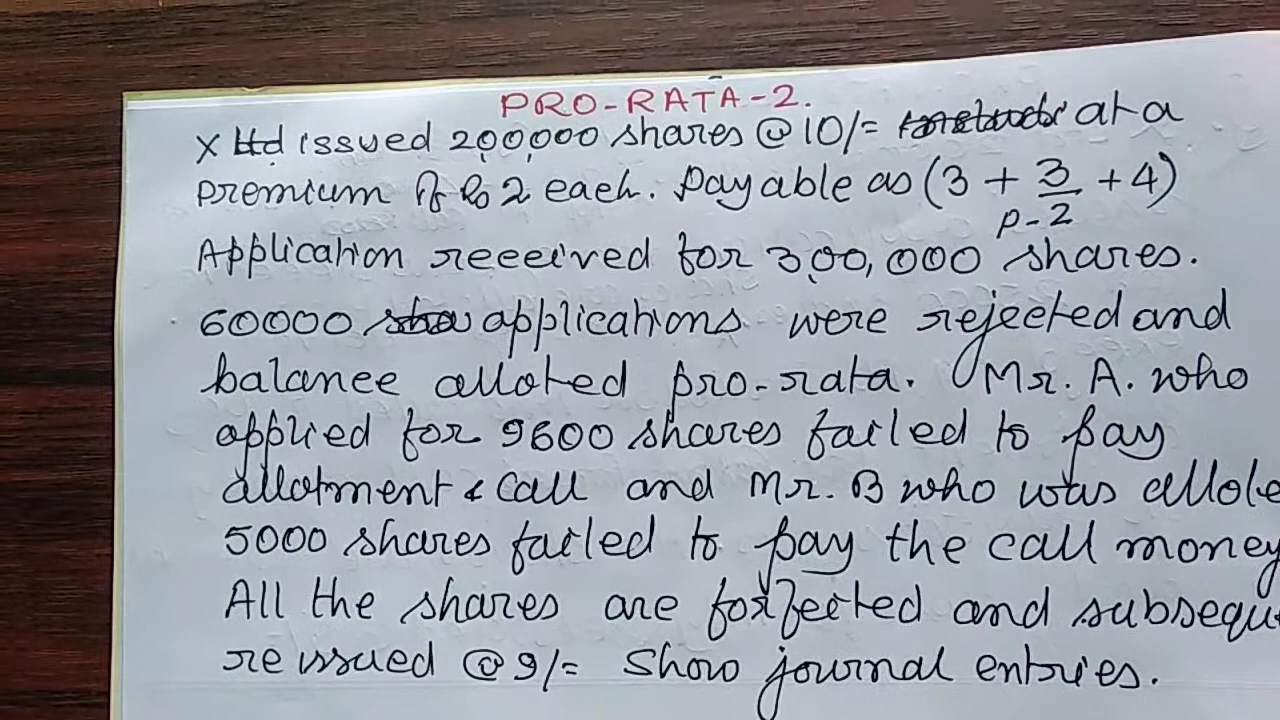 PRO-RATA-2.
X Ltd issued 200,000 shares @ 10/= at a
premium of Rs 2 each. Payable as (3 + 3 + 4)
P-2
Application received for 300,000 shares.
60000 applications were rejected and
balance alloted pro-rata. Mr. A. who
applied for 9600 shares failed to pay
allotment & call and Mr. B who was allote
5000 shares failed to pay the call money
All the shares are forfeited and subsequ
reissued @ 9/= Show journal entries.